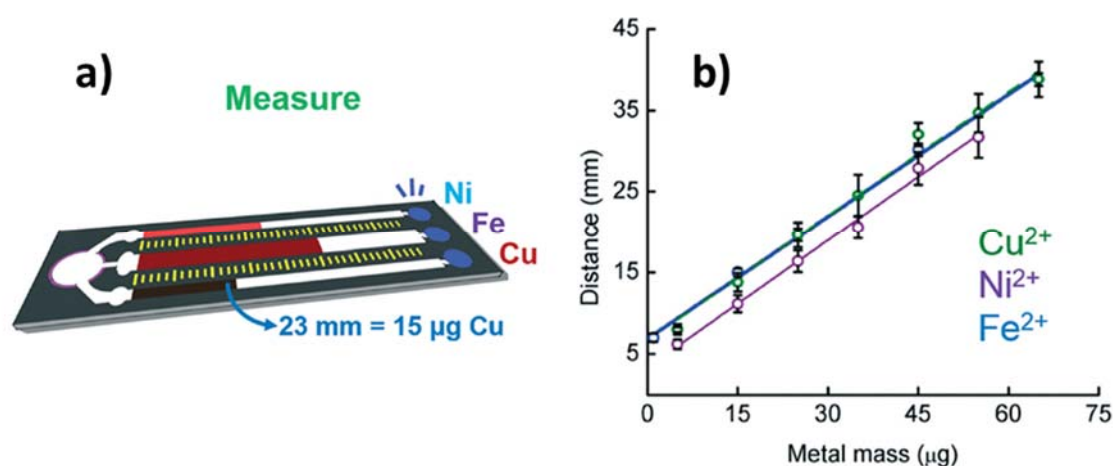 a)
Measure
Ni
Fe
Cu
23 mm = 15 µg Cu
b)
45
35
25
15
5
Distance (mm)
Cu2+
Ni2+
Fe2+
0 15 30 45 60 75
Metal mass (µg)